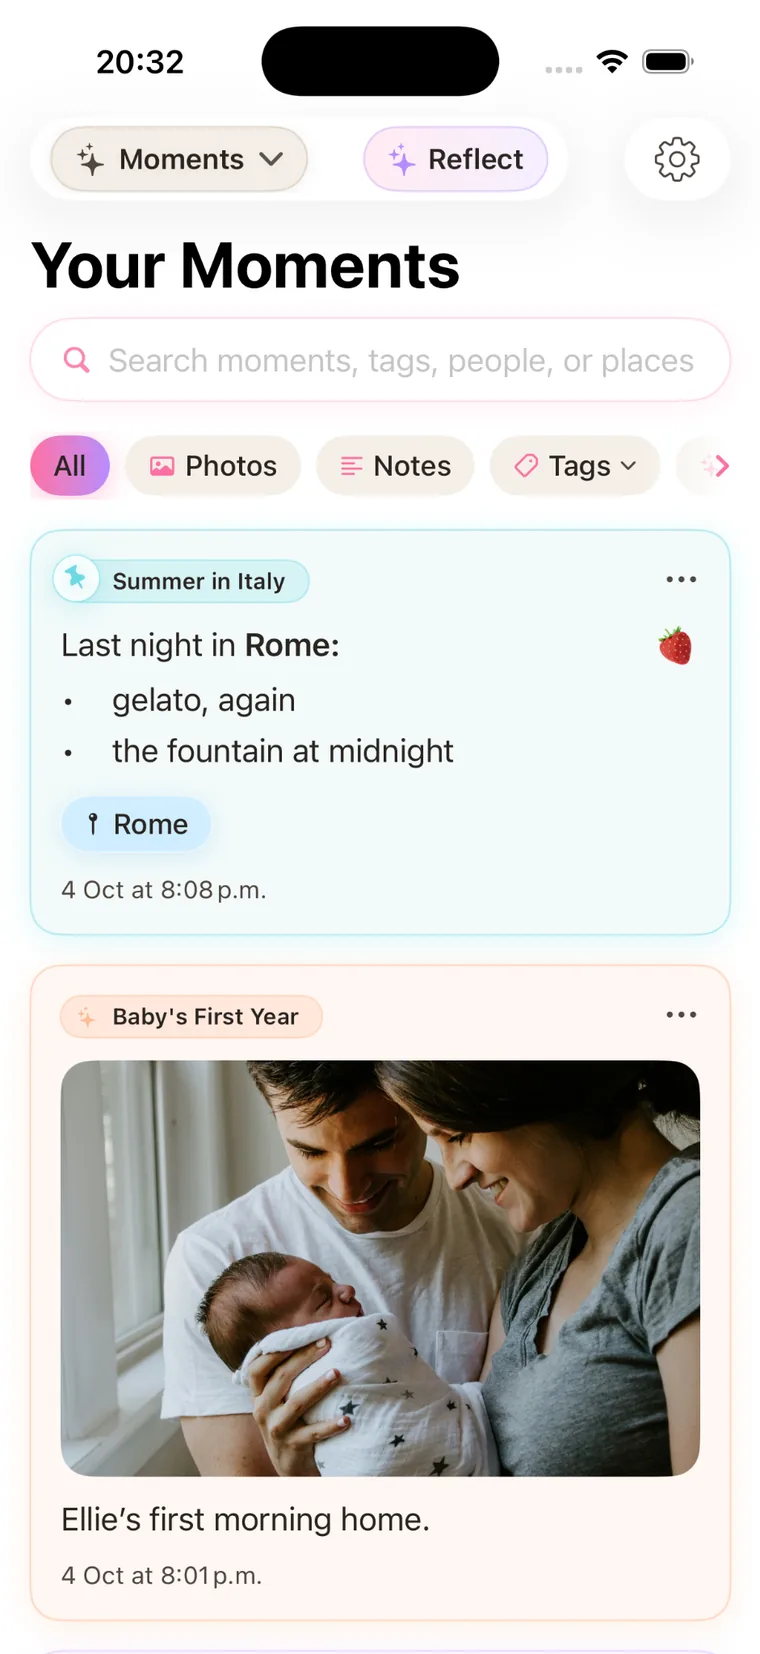 20:32
Moments
Reflect
Your Moments
Search moments, tags, people, or places
All
Photos
Notes
Tags
Summer in Italy
Last night in Rome:
• gelato, again
• the fountain at midnight
Rome
4 Oct at 8:08 p.m.
Baby's First Year
Ellie’s first morning home.
4 Oct at 8:01 p.m.